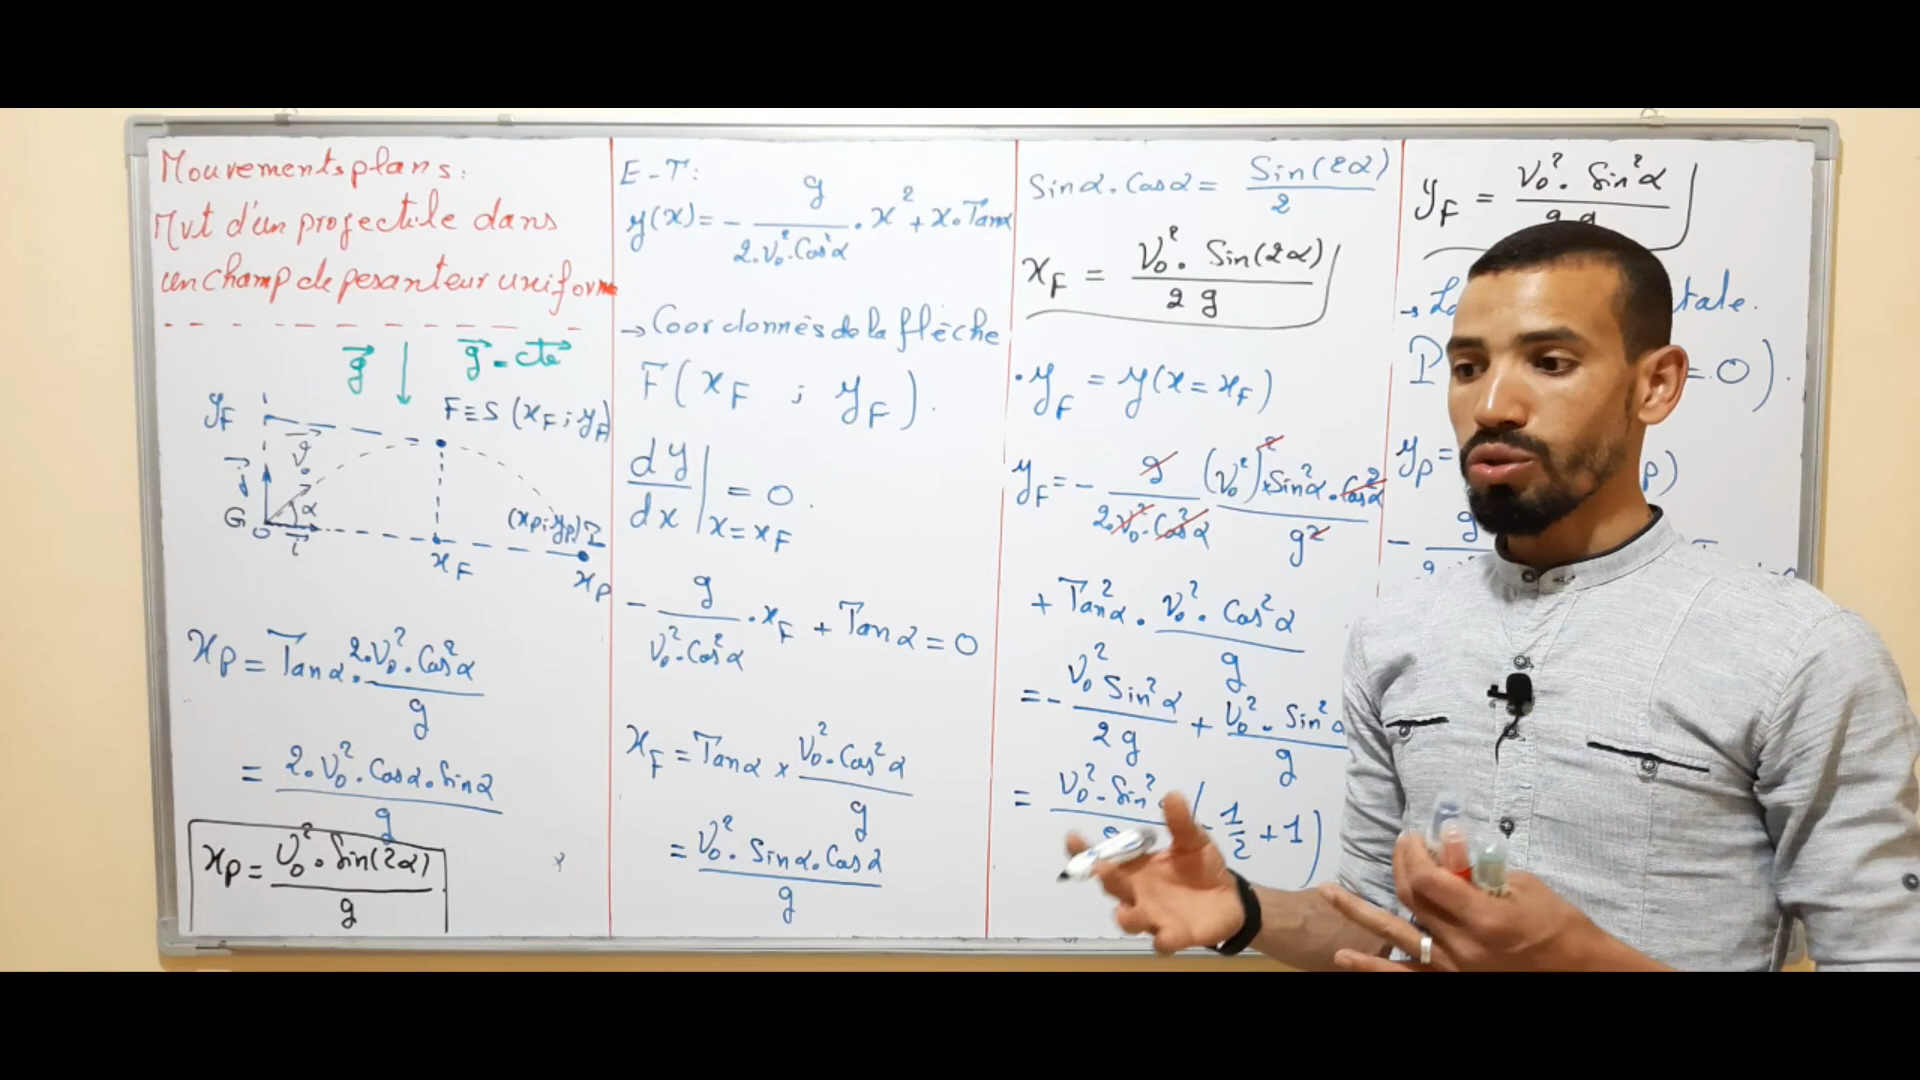 Mouvements plans:
Mvt d'un projectile dans
un champ de pesanteur uniforme
g⃗ ↓ g⃗ = cte
y_F
F≡S (x_F ; y_F)
v⃗₀
j⃗
α
G
O
i⃗
x_F
(x_P ; y_P)
x_P
x_P = Tanα . 2.V₀².Cos²α / g
= 2.V₀².Cosα.Sinα / g
x_P = V₀².Sin(2α) / g
E-T:
y(x) = - g / 2.V₀².Cos²α . x² + x.Tanα
→ Coordonnés de la flèche
F(x_F ; y_F).
dy/dx | x=x_F = 0.
- g / V₀².Cos²α . x_F + Tanα = 0
x_F = Tanα × V₀².Cos²α / g
= V₀².Sinα.Cosα / g
Sinα.Cosα = Sin(2α) / 2
x_F = V₀².Sin(2α) / 2g
• y_F = y(x = x_F)
y_F = - g / 2.V₀².Cos²α (V₀²)² × Sin²α.Cos²α / g²
+ Tan²α . V₀².Cos²α / g
= - V₀² Sin²α / 2g + V₀².Sin²α / g
= V₀².Sin² ( 1/2 + 1)
y_F = V₀².Sin²α / 2g
→ La tale.
P = 0).
y_P = P)
- g